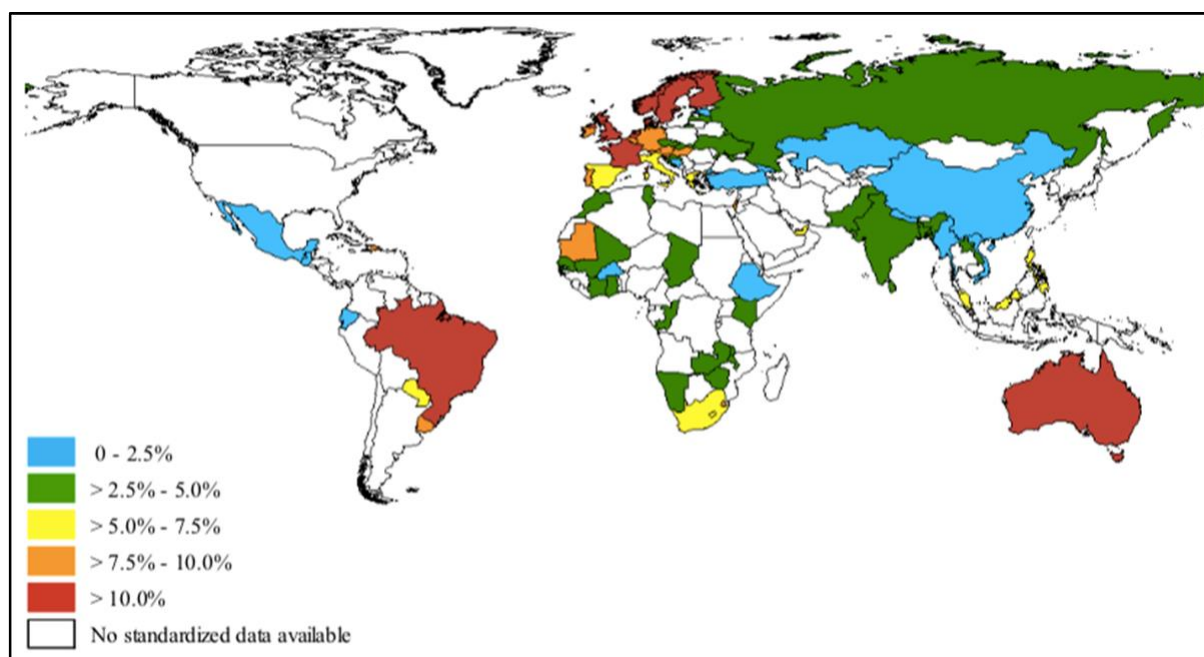 0 - 2.5%
> 2.5% - 5.0%
> 5.0% - 7.5%
> 7.5% - 10.0%
> 10.0%
No standardized data available